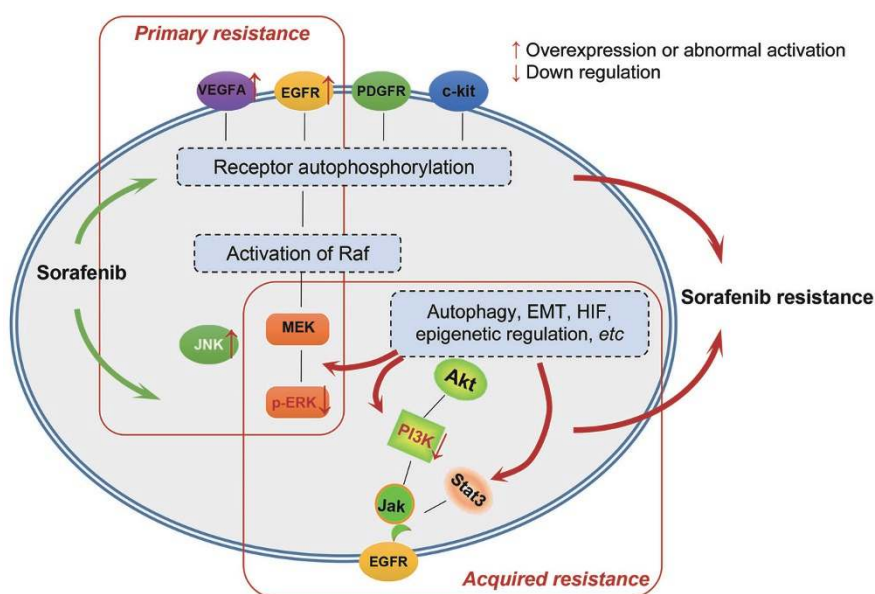 Primary resistance
↑ Overexpression or abnormal activation
↓ Down regulation
VEGFA
EGFR
PDGFR
c-kit
Receptor autophosphorylation
Activation of Raf
Sorafenib
Sorafenib resistance
Autophagy, EMT, HIF,
epigenetic regulation, etc
MEK
JNK
Akt
p-ERK
PI3K
Stat3
Jak
EGFR
Acquired resistance